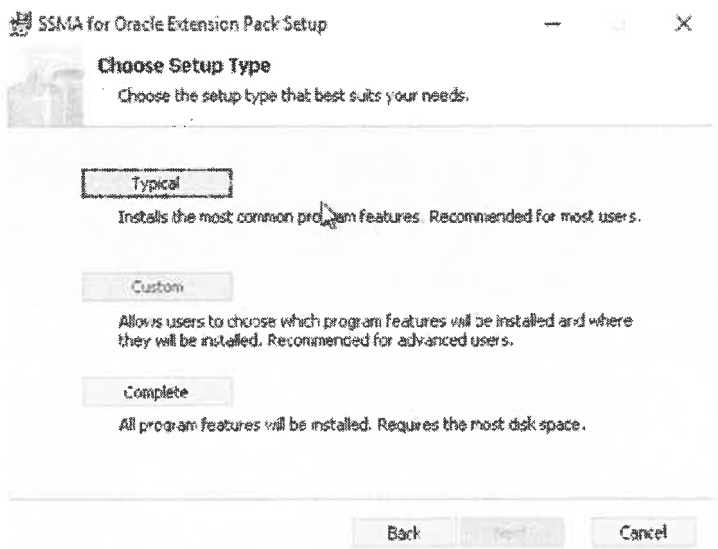 SSMA for Oracle Extension Pack Setup
Choose Setup Type
Choose the setup type that best suits your needs.
Typical
Installs the most common program features. Recommended for most users.
Custom
Allows users to choose which program features will be installed and where
they will be installed. Recommended for advanced users.
Complete
All program features will be installed. Requires the most disk space.
Back Next Cancel